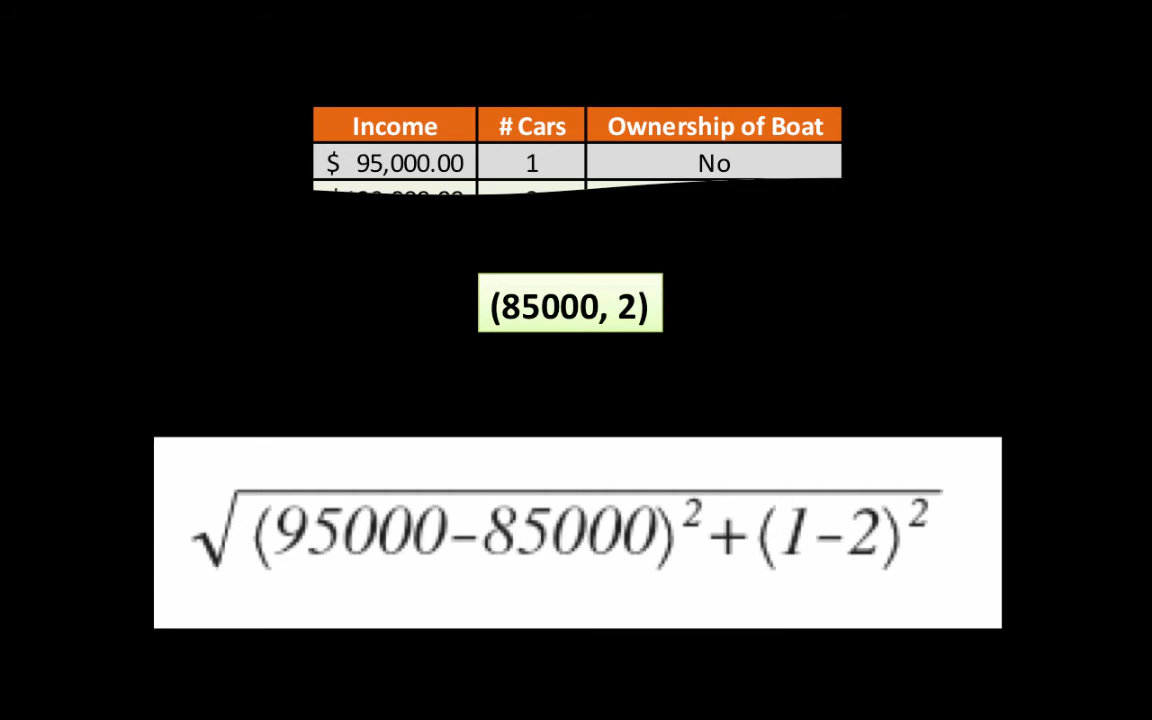 Income # Cars Ownership of Boat
$ 95,000.00 1 No
(85000, 2)
√(95000–85000)²+(1–2)²